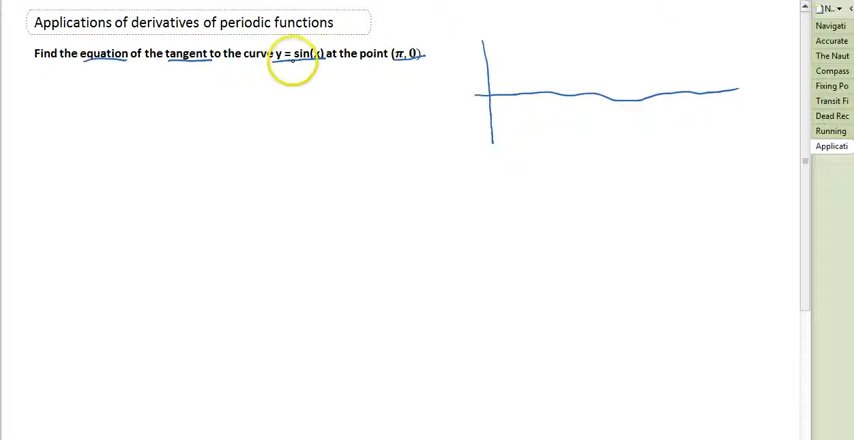 Applications of derivatives of periodic functions
Find the equation of the tangent to the curve y = sin(x) at the point (π, 0).
N..
Navigati
Accurate
The Naut
Compass
Fixing Po
Transit Fi
Dead Rec
Running
Applicati